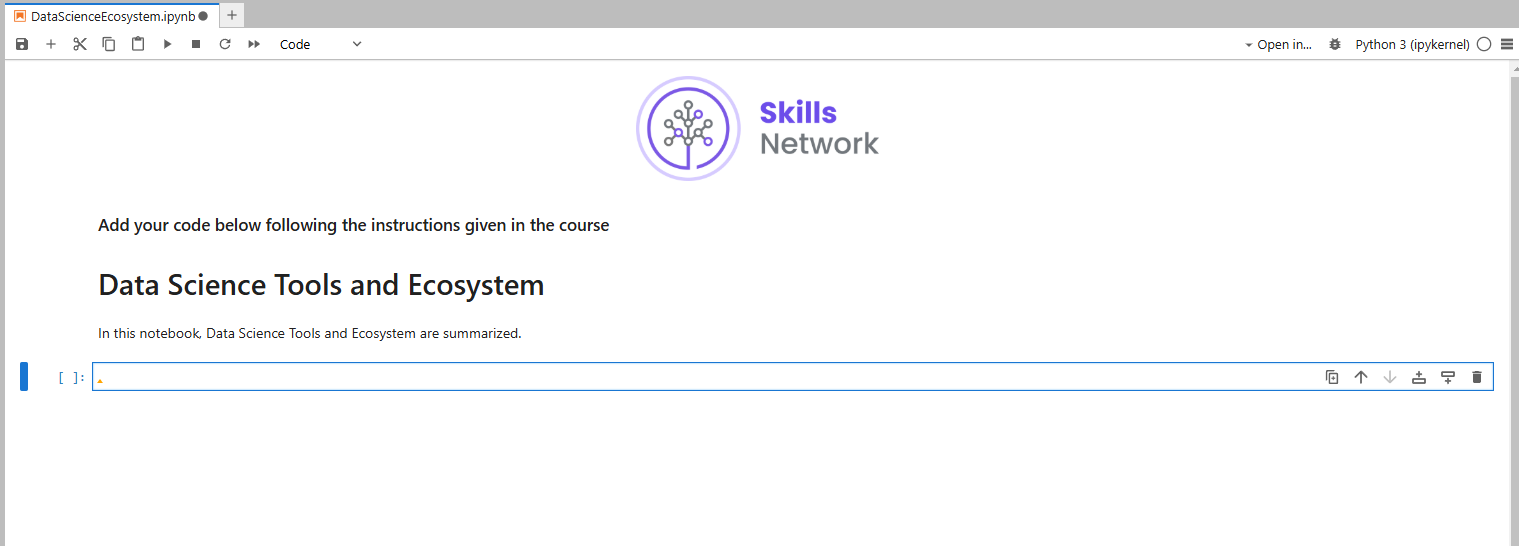 DataScienceEcosystem.ipynb
Code
Open in...
Python 3 (ipykernel)
Skills
Network
Add your code below following the instructions given in the course
Data Science Tools and Ecosystem
In this notebook, Data Science Tools and Ecosystem are summarized.
[ ]: